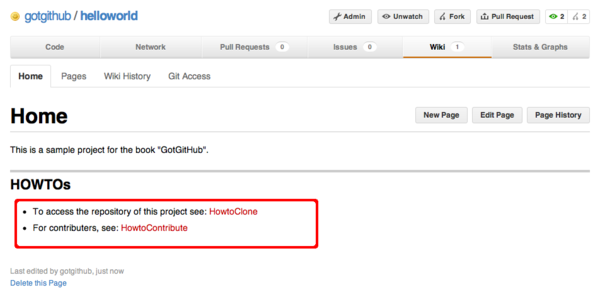 gotgithub / helloworld
Admin Unwatch Fork Pull Request 2 2
Code Network Pull Requests 0 Issues 0 Wiki 1 Stats & Graphs
Home Pages Wiki History Git Access
Home
New Page Edit Page Page History
This is a sample project for the book "GotGitHub".
HOWTOs
• To access the repository of this project see: HowtoClone
• For contributers, see: HowtoContribute
Last edited by gotgithub, just now
Delete this Page